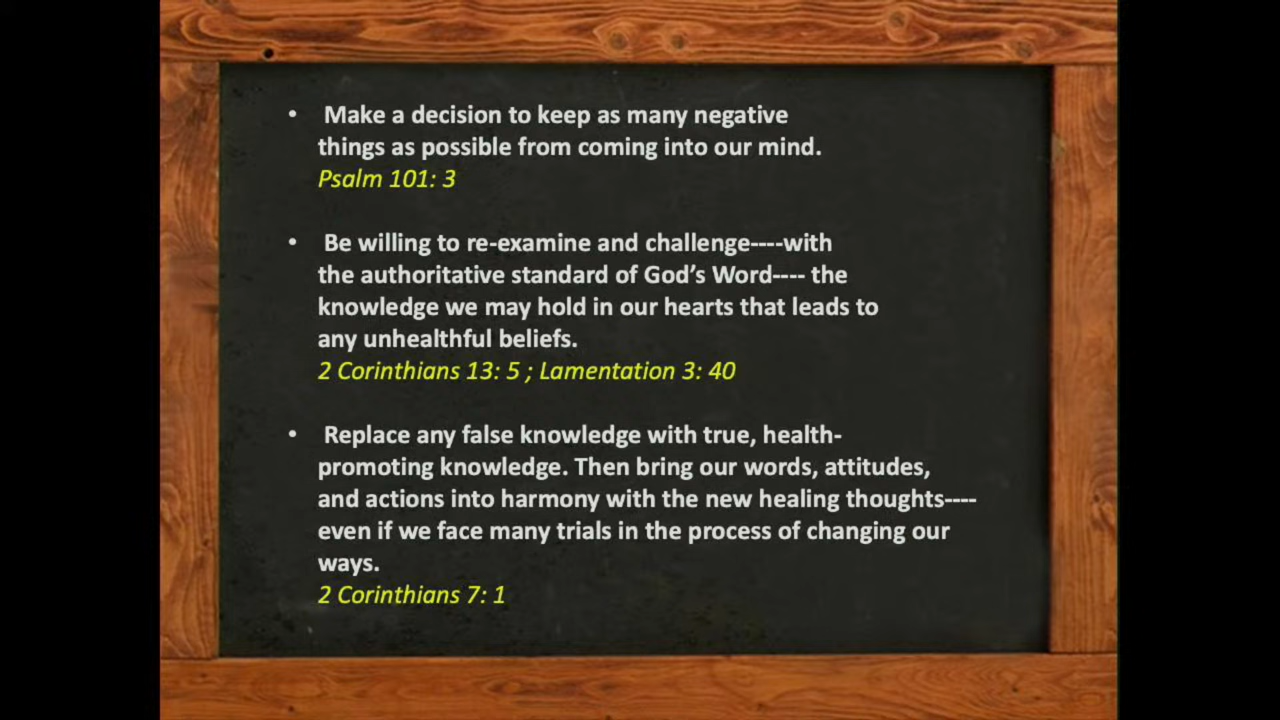 • Make a decision to keep as many negative
things as possible from coming into our mind.
Psalm 101: 3
• Be willing to re-examine and challenge----with
the authoritative standard of God’s Word---- the
knowledge we may hold in our hearts that leads to
any unhealthful beliefs.
2 Corinthians 13: 5 ; Lamentation 3: 40
• Replace any false knowledge with true, health-
promoting knowledge. Then bring our words, attitudes,
and actions into harmony with the new healing thoughts----
even if we face many trials in the process of changing our
ways.
2 Corinthians 7: 1